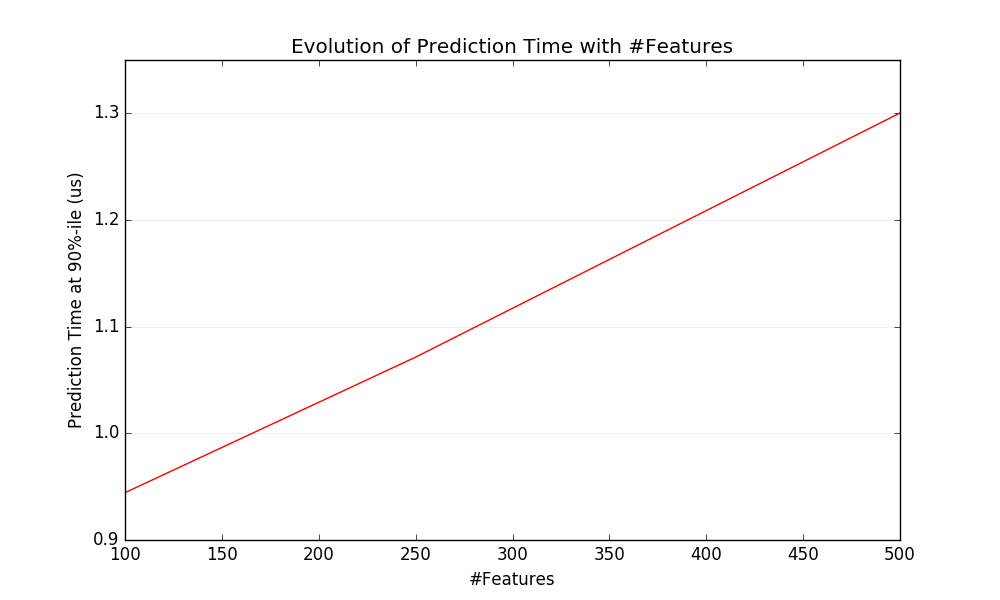 Evolution of Prediction Time with #Features
Prediction Time at 90%-ile (us)
1.3
1.2
1.1
1.0
0.9
100 150 200 250 300 350 400 450 500
#Features